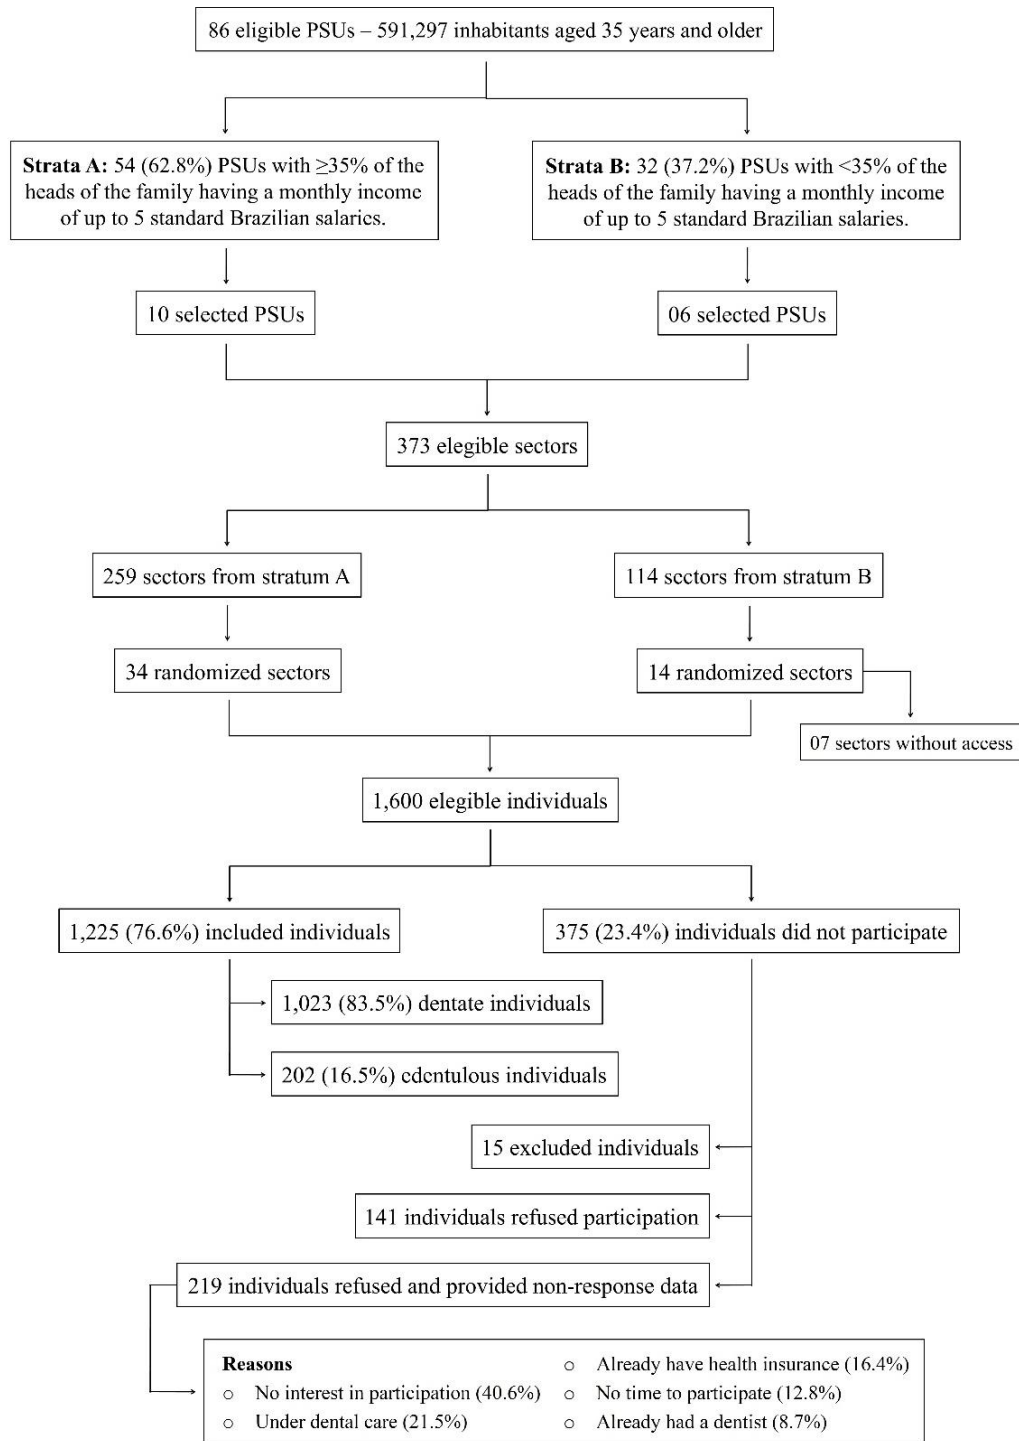 86 eligible PSUs – 591,297 inhabitants aged 35 years and older
Strata A: 54 (62.8%) PSUs with ≥35% of the
heads of the family having a monthly income
of up to 5 standard Brazilian salarics.
Strata B: 32 (37.2%) PSUs with <35% of the
heads of the family having a monthly income
of up to 5 standard Brazilian salaries.
10 selected PSUs
06 selected PSUs
373 elegible sectors
259 sectors from stratum A
114 sectors from stratum B
34 randomized sectors
14 randomized sectors
07 sectors without access
1,600 elegible individuals
1,225 (76.6%) included individuals
375 (23.4%) individuals did not participate
1,023 (83.5%) dentate individuals
202 (16.5%) cdcntulous individuals
15 excluded individuals
141 individuals refused participation
219 individuals refused and provided non-response data
Reasons
○ No interest in participation (40.6%)
○ Under dental care (21.5%)
○ Already have health insurance (16.4%)
○ No time to participate (12.8%)
○ Already had a dentist (8.7%)